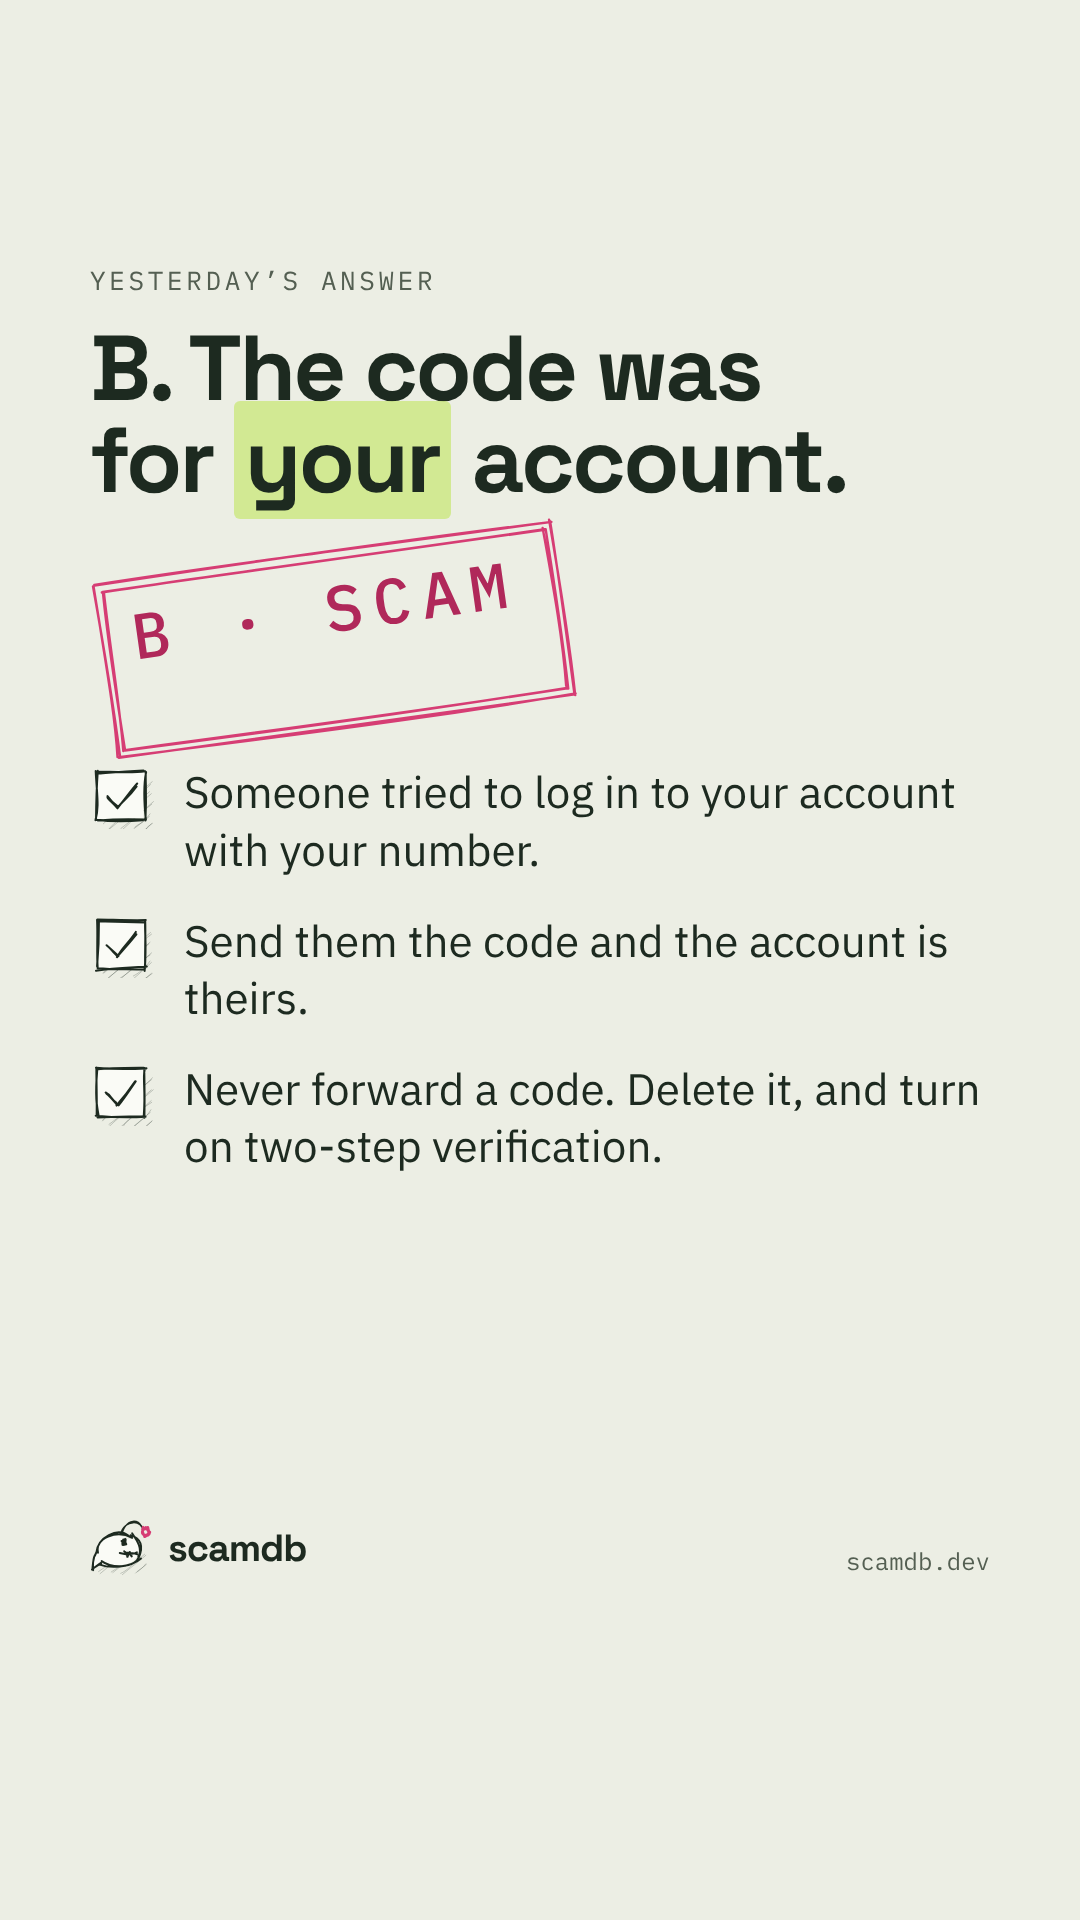 YESTERDAY’S ANSWER
B. The code was
for your account.
B · SCAM
Someone tried to log in to your account
with your number.
Send them the code and the account is
theirs.
Never forward a code. Delete it, and turn
on two-step verification.
scamdb
scamdb.dev